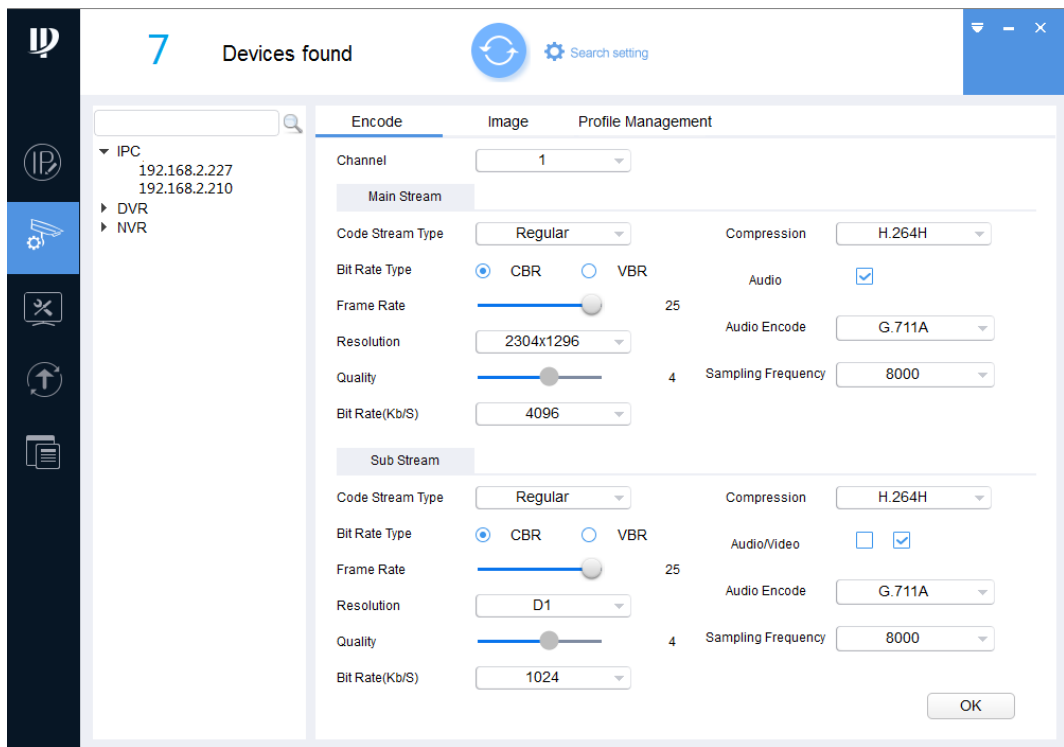 7 Devices found
Search setting
Encode Image Profile Management
IPC
192.168.2.227
192.168.2.210
DVR
NVR
Channel 1
Main Stream
Code Stream Type Regular Compression H.264H
Bit Rate Type CBR VBR Audio
Frame Rate 25
Resolution 2304x1296 Audio Encode G.711A
Quality 4 Sampling Frequency 8000
Bit Rate(Kb/S) 4096
Sub Stream
Code Stream Type Regular Compression H.264H
Bit Rate Type CBR VBR Audio/Video
Frame Rate 25
Resolution D1 Audio Encode G.711A
Quality 4 Sampling Frequency 8000
Bit Rate(Kb/S) 1024
OK